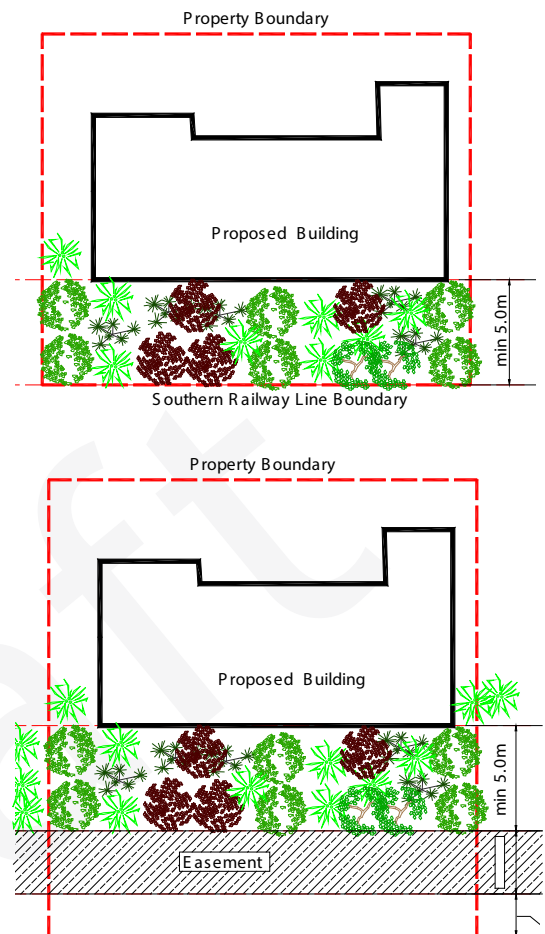 Property Boundary
Proposed Building
min 5.0m
Southern Railway Line Boundary
Property Boundary
Proposed Building
min 5.0m
Easement